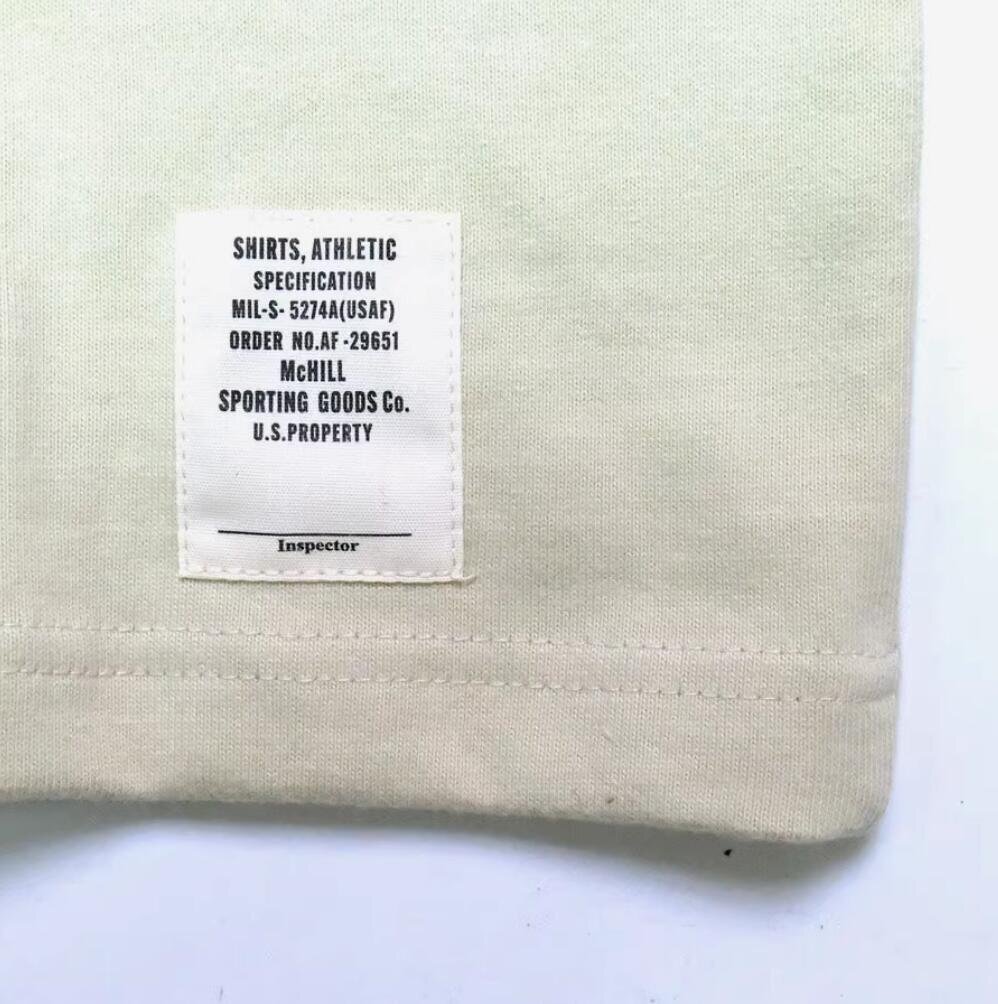 SHIRTS, ATHLETIC
SPECIFICATION
MIL-S- 5274A(USAF)
ORDER NO.AF -29651
McHILL
SPORTING GOODS Co.
U.S.PROPERTY
Inspector